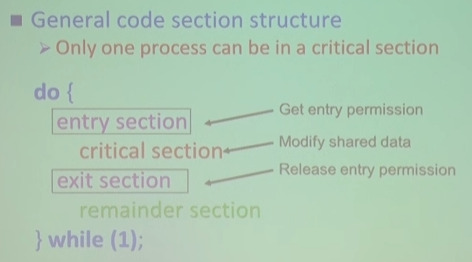 General code section structure
Only one process can be in a critical section
do {
entry section
Get entry permission
critical section
Modify shared data
exit section
Release entry permission
remainder section
} while (1);